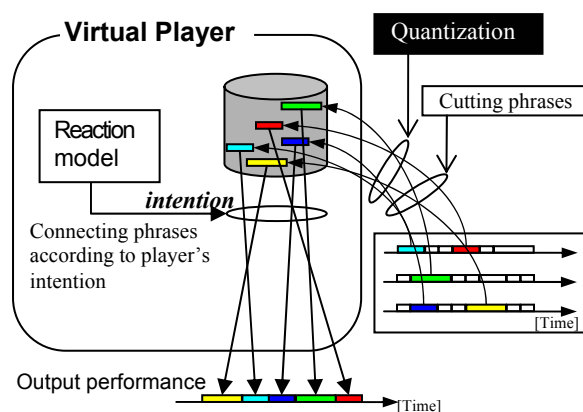 Virtual Player
Quantization
Cutting phrases
Reaction
model
intention
Connecting phrases
according to player's
intention
[Time]
Output performance
[Time]